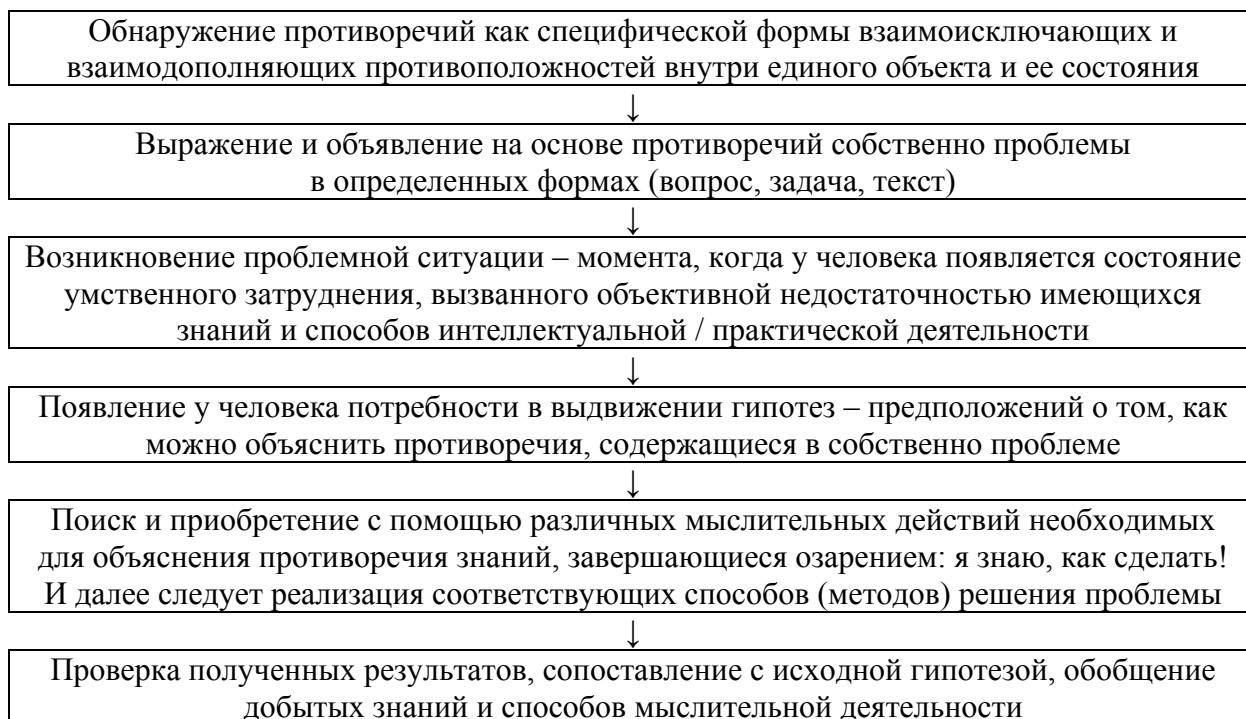 Обнаружение противоречий как специфической формы взаимоисключающих и
взаимодополняющих противоположностей внутри единого объекта и ее состояния
↓
Выражение и объявление на основе противоречий собственно проблемы
в определенных формах (вопрос, задача, текст)
↓
Возникновение проблемной ситуации – момента, когда у человека появляется состояние
умственного затруднения, вызванного объективной недостаточностью имеющихся
знаний и способов интеллектуальной / практической деятельности
↓
Появление у человека потребности в выдвижении гипотез – предположений о том, как
можно объяснить противоречия, содержащиеся в собственно проблеме
↓
Поиск и приобретение с помощью различных мыслительных действий необходимых
для объяснения противоречия знаний, завершающиеся озарением: я знаю, как сделать!
И далее следует реализация соответствующих способов (методов) решения проблемы
↓
Проверка полученных результатов, сопоставление с исходной гипотезой, обобщение
добытых знаний и способов мыслительной деятельности